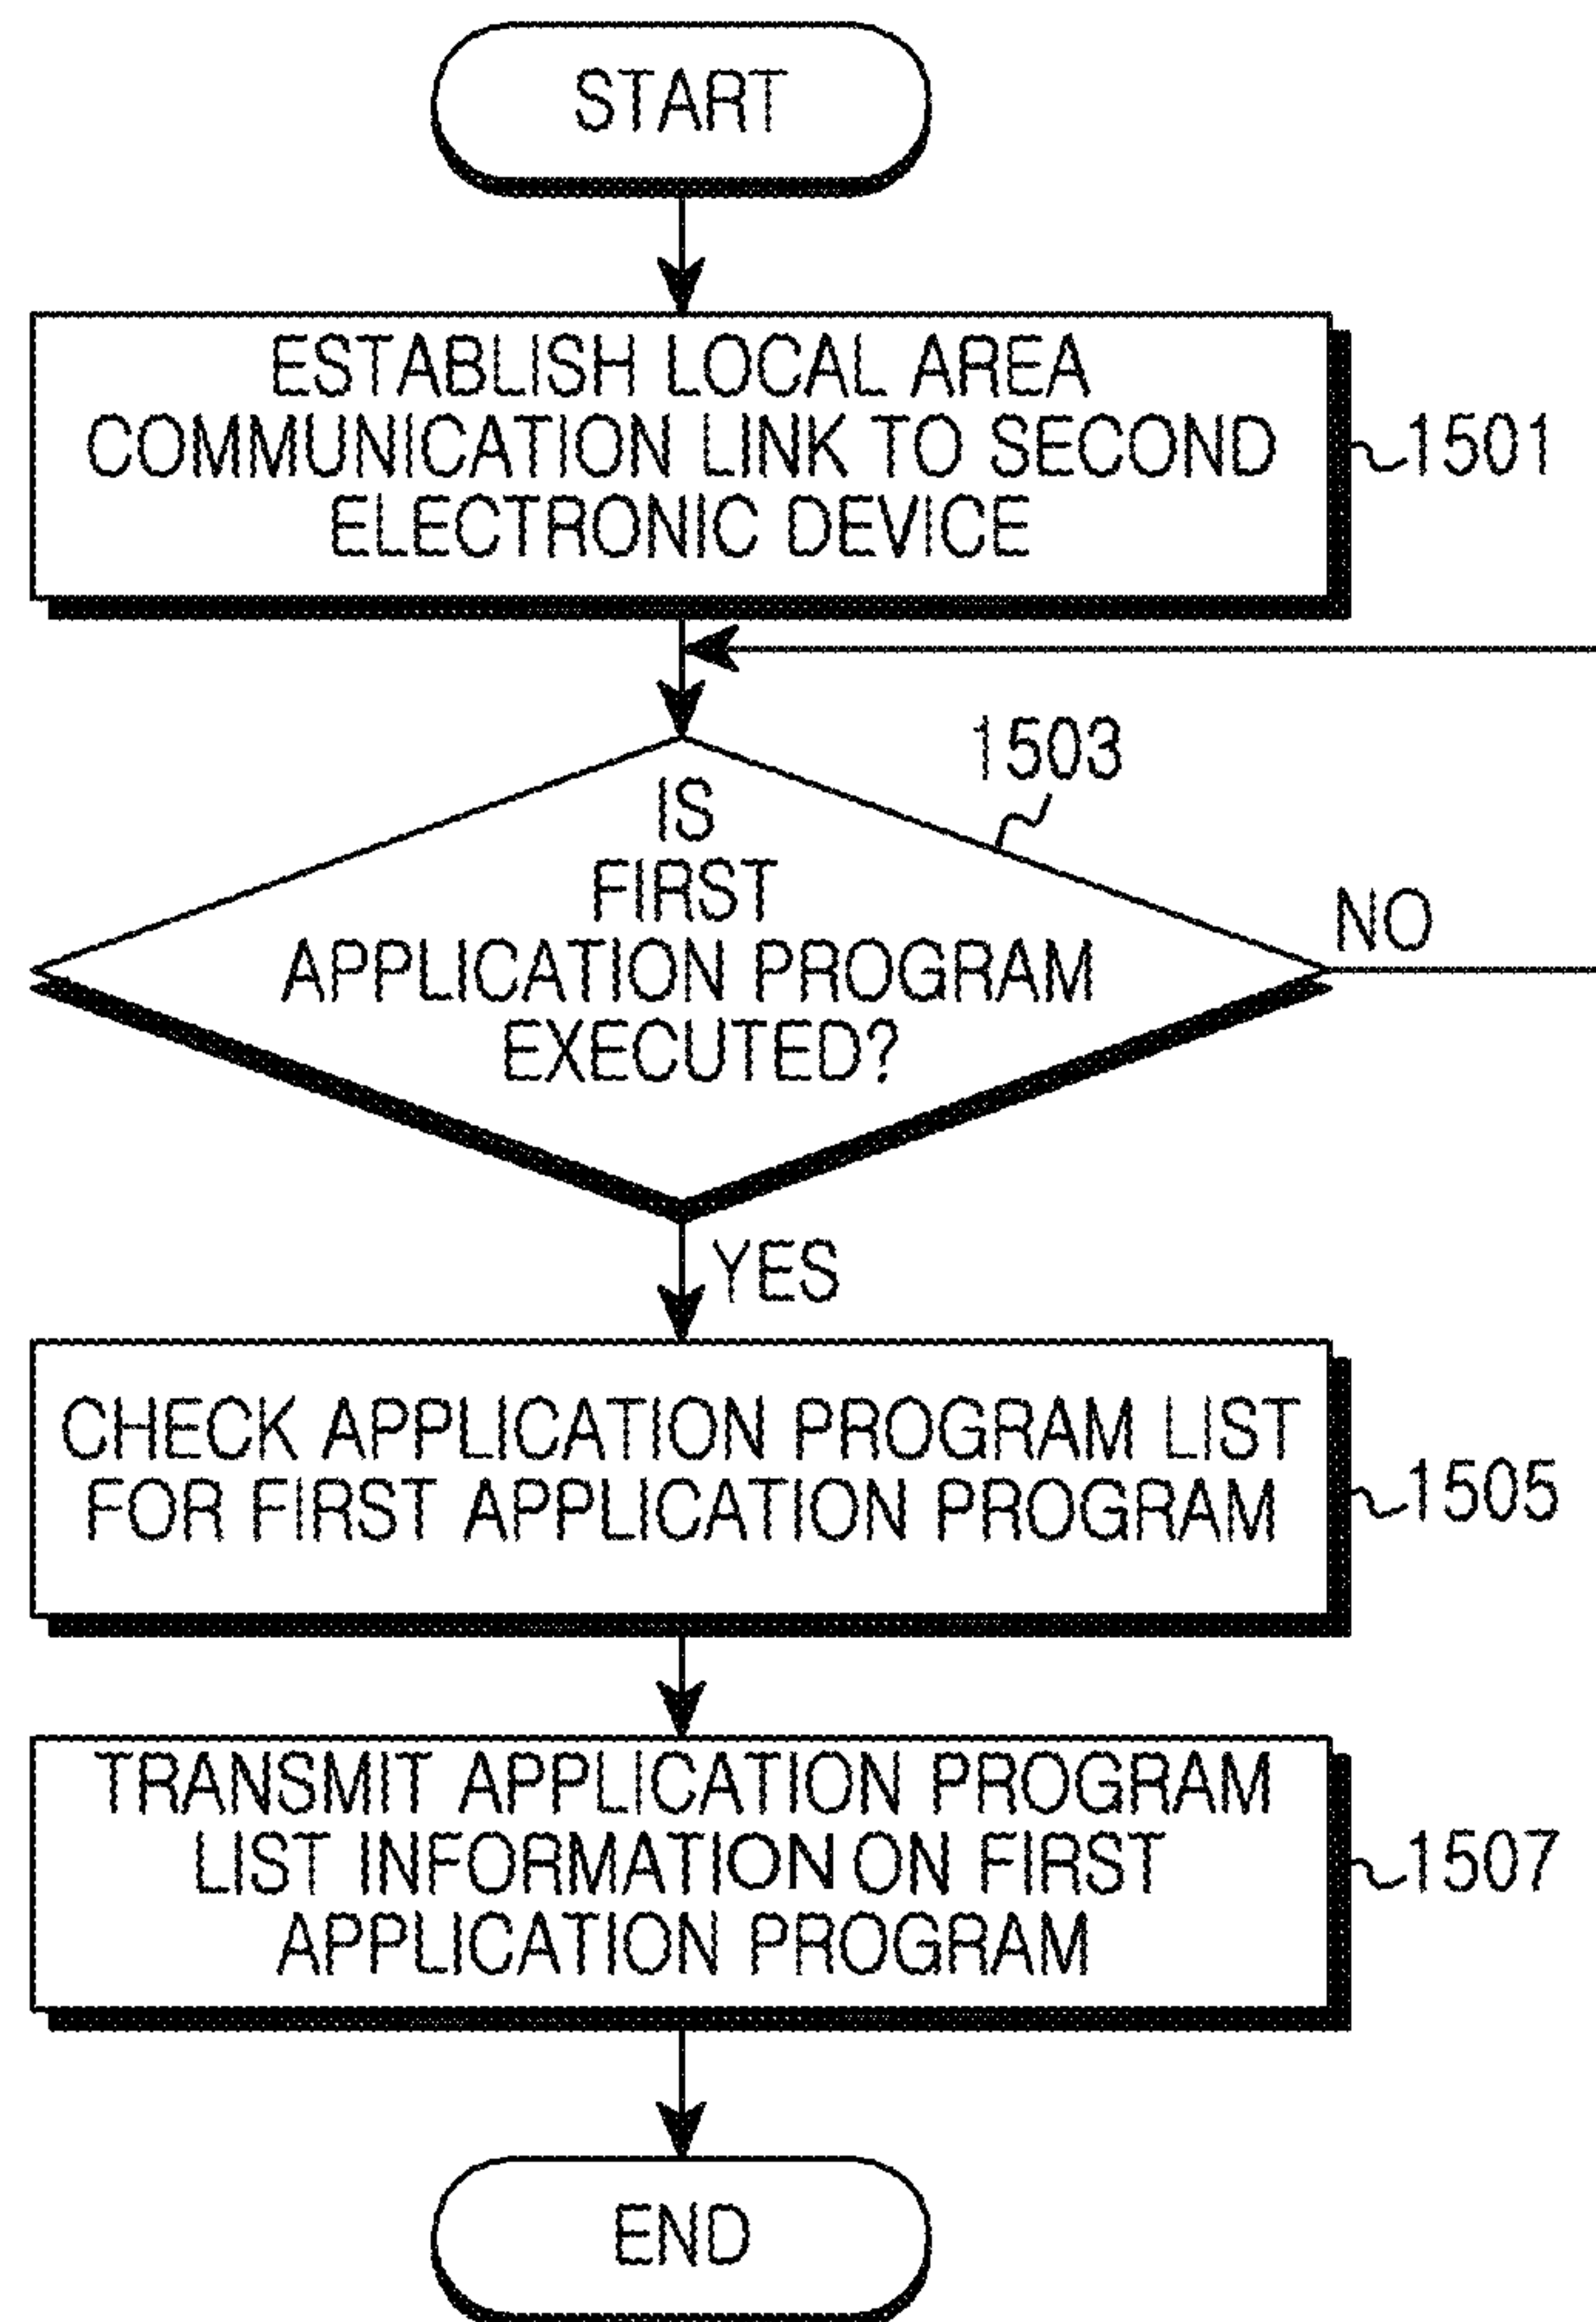 START
ESTABLISH LOCAL AREA
COMMUNICATION LINK TO SECOND
ELECTRONIC DEVICE
1501
1503
IS
FIRST
APPLICATION PROGRAM
EXECUTED?
NO
YES
CHECK APPLICATION PROGRAM LIST
FOR FIRST APPLICATION PROGRAM
1505
TRANSMIT APPLICATION PROGRAM
LIST INFORMATION ON FIRST
APPLICATION PROGRAM
1507
END